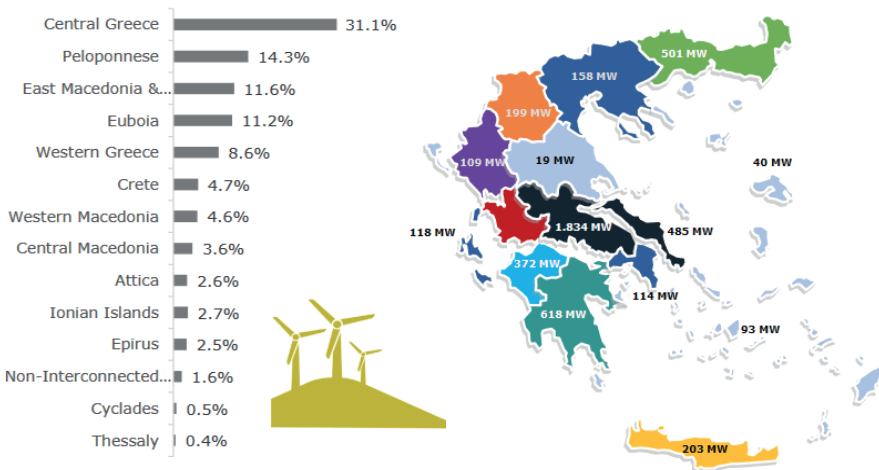 Central Greece 31.1%
Peloponnese 14.3%
East Macedonia &... 11.6%
Euboia 11.2%
Western Greece 8.6%
Crete 4.7%
Western Macedonia 4.6%
Central Macedonia 3.6%
Attica 2.6%
Ionian Islands 2.7%
Epirus 2.5%
Non-Interconnected... 1.6%
Cyclades 0.5%
Thessaly 0.4%
501 MW
158 MW
199 MW
109 MW
19 MW
40 MW
118 MW
1.834 MW
485 MW
372 MW
114 MW
618 MW
93 MW
203 MW